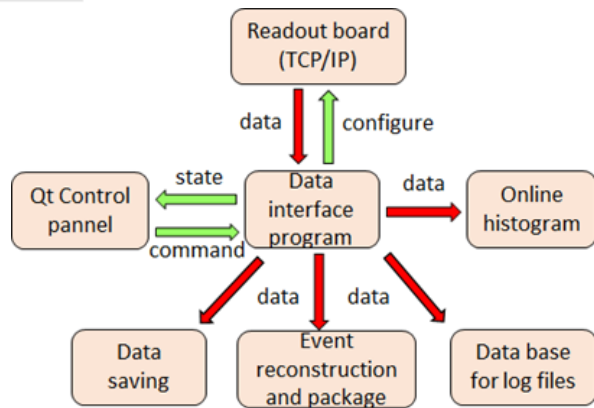 Readout board
(TCP/IP)
data
configure
Qt Control
pannel
state
command
Data
interface
program
data
Online
histogram
data
data
Data
saving
Event
reconstruction
and package
Data base
for log files